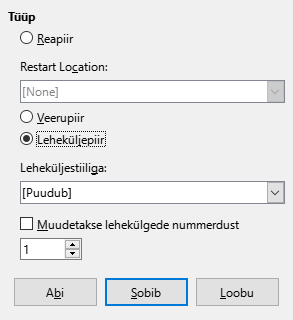 Tüüp
Reapiir
Restart Location:
[None]
Veerupiir
Leheküljepiir
Leheküljestiiliga:
[Puudub]
Muudetakse lehekülgede nummerdust
1
Abi Sobib Loobu